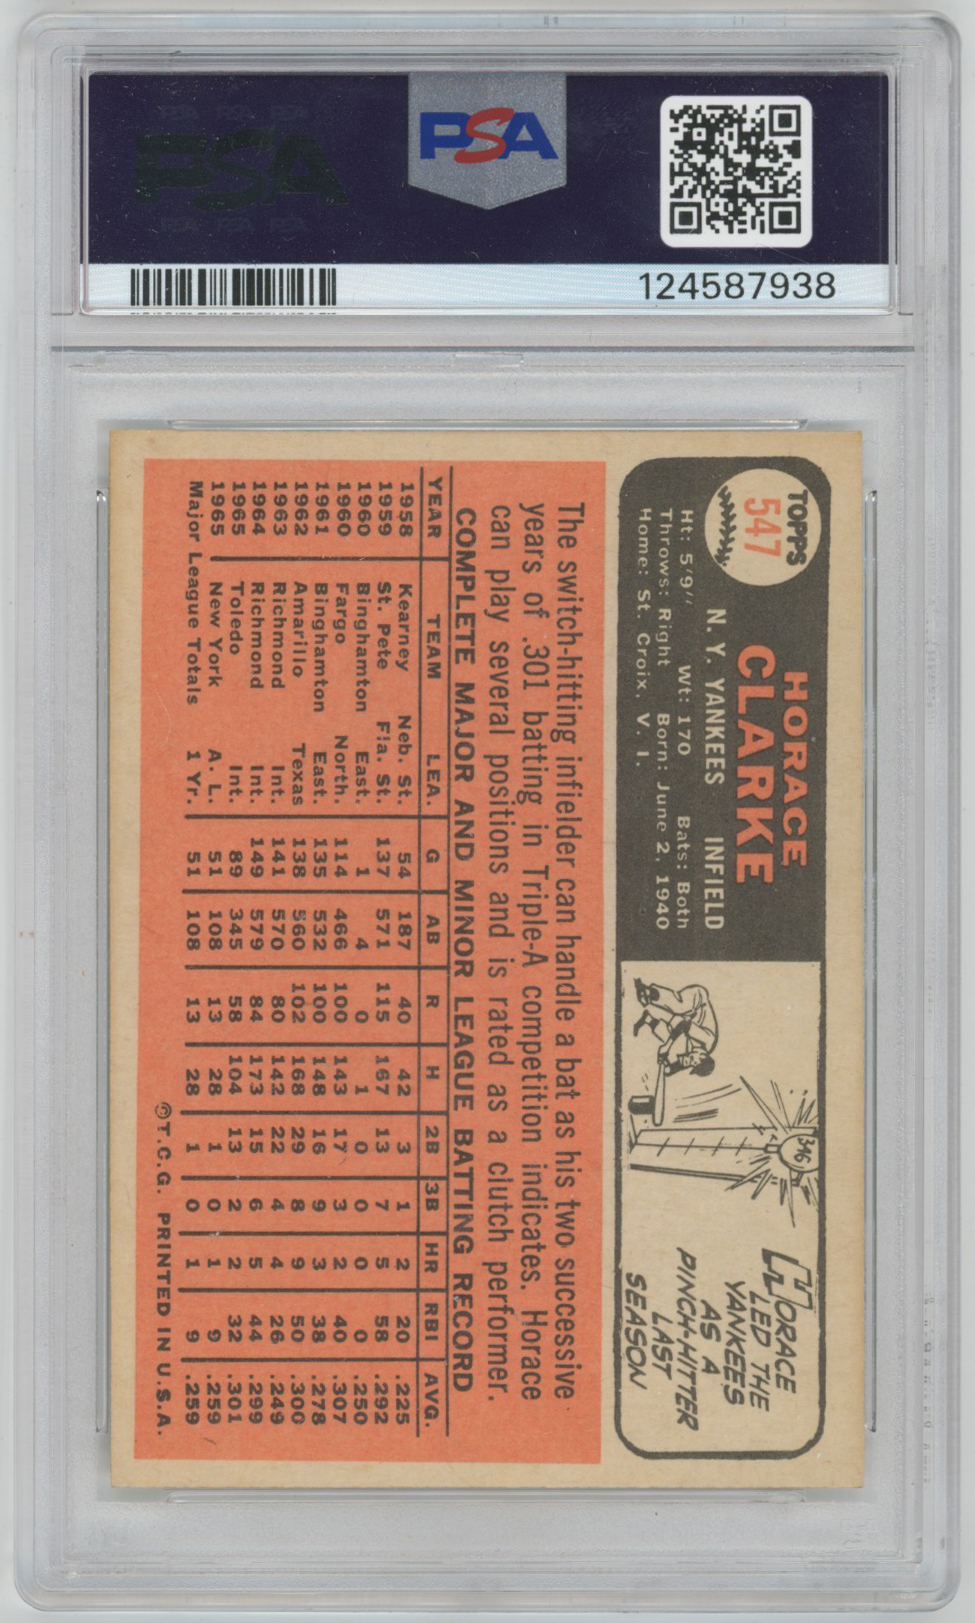 PSA
124587938
TOPPS
547
HORACE
CLARKE
N. Y. YANKEES INFIELD
Ht: 5'9'' Wt: 170 Bats: Both
Throws: Right Born: June 2, 1940
Home: St. Croix, V. I.
346
HORACE
LED THE
YANKEES
AS A
PINCH-HITTER
LAST
SEASON
The switch-hitting infielder can handle a bat as his two successive
years of .301 batting in Triple-A competition indicates. Horace
can play several positions and is rated as a clutch performer.
COMPLETE MAJOR AND MINOR LEAGUE BATTING RECORD
YEAR TEAM LEA. G AB R H 2B 3B HR RBI AVG.
1958 Kearney Neb. St. 54 187 40 42 3 1 2 20 .225
1959 St. Pete Fla. St. 137 571 115 167 13 7 5 58 .292
1960 Binghamton East. 1 4 0 1 0 0 0 0 .250
1960 Fargo North. 114 466 100 143 17 3 2 40 .307
1961 Binghamton East. 135 532 100 148 16 9 3 38 .278
1962 Amarillo Texas 138 560 102 168 29 8 9 50 .300
1963 Richmond Int. 141 570 80 142 22 4 4 26 .249
1964 Richmond Int. 149 579 84 173 15 6 5 44 .299
1965 Toledo Int. 89 345 58 104 13 2 2 32 .301
1965 New York A. L. 51 108 13 28 1 0 1 9 .259
Major League Totals 1 Yr. 51 108 13 28 1 0 1 9 .259
©T.C.G. PRINTED IN U.S.A.